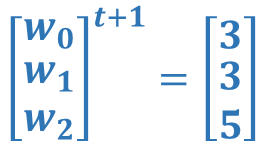 [w₀ w₁ w₂]ᵗ⁺¹ = [3 3 5]